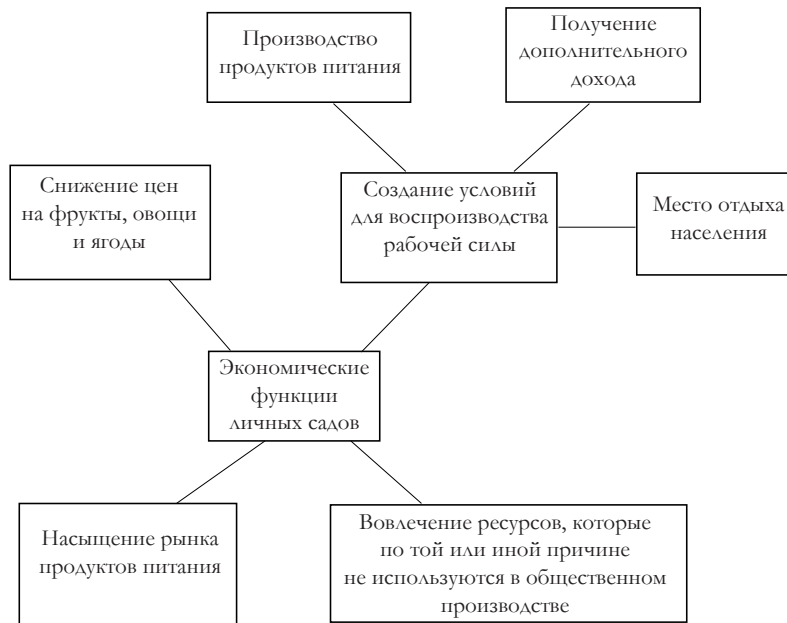 Производство
продуктов питания
Получение
дополнительного
дохода
Снижение цен
на фрукты, овощи
и ягоды
Создание условий
для воспроизводства
рабочей силы
Место отдыха
населения
Экономические
функции
личных садов
Насыщение рынка
продуктов питания
Вовлечение ресурсов, которые
по той или иной причине
не используются в общественном
производстве